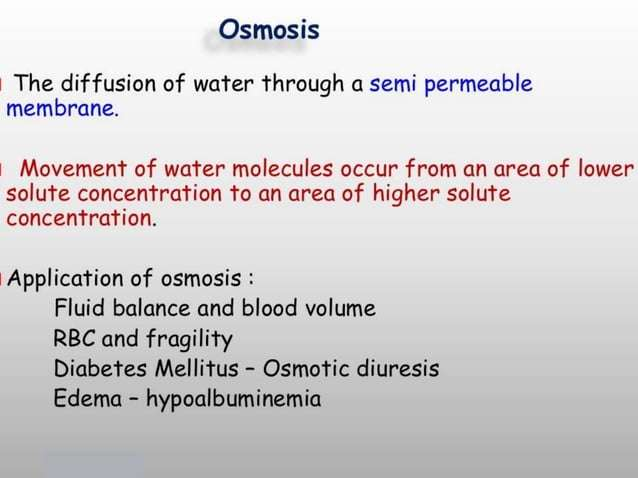 Osmosis
The diffusion of water through a semi permeable
membrane.
Movement of water molecules occur from an area of lower
solute concentration to an area of higher solute
concentration.
Application of osmosis :
Fluid balance and blood volume
RBC and fragility
Diabetes Mellitus – Osmotic diuresis
Edema – hypoalbuminemia